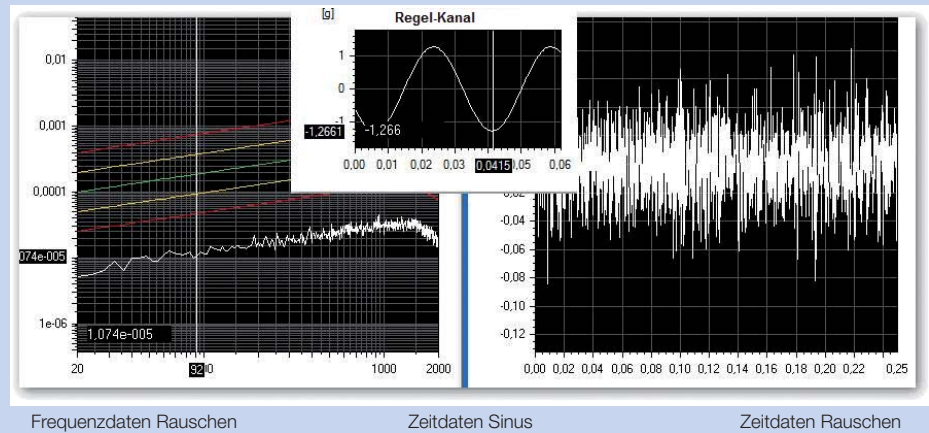 [g]
Regel-Kanal
1
0
-1
-1,2661
-1,266
0,00 0,01 0,02 0,03 0,0415 0,05 0,06
0,01
0,001
0,0001
074e-005
1e-06
1,074e-005
20 92 1000 2000
-0,04
-0,06
-0,08
-0,10
-0,12
0,00 0,02 0,04 0,06 0,08 0,10 0,12 0,14 0,16 0,18 0,20 0,22 0,25
Frequenzdaten Rauschen Zeitdaten Sinus Zeitdaten Rauschen